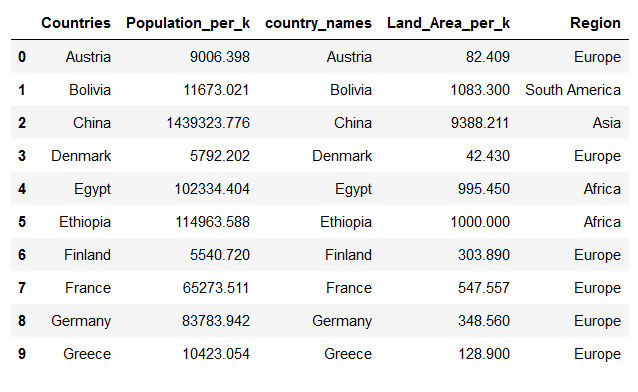 Countries Population_per_k country_names Land_Area_per_k Region
0 Austria 9006.398 Austria 82.409 Europe
1 Bolivia 11673.021 Bolivia 1083.300 South America
2 China 1439323.776 China 9388.211 Asia
3 Denmark 5792.202 Denmark 42.430 Europe
4 Egypt 102334.404 Egypt 995.450 Africa
5 Ethiopia 114963.588 Ethiopia 1000.000 Africa
6 Finland 5540.720 Finland 303.890 Europe
7 France 65273.511 France 547.557 Europe
8 Germany 83783.942 Germany 348.560 Europe
9 Greece 10423.054 Greece 128.900 Europe